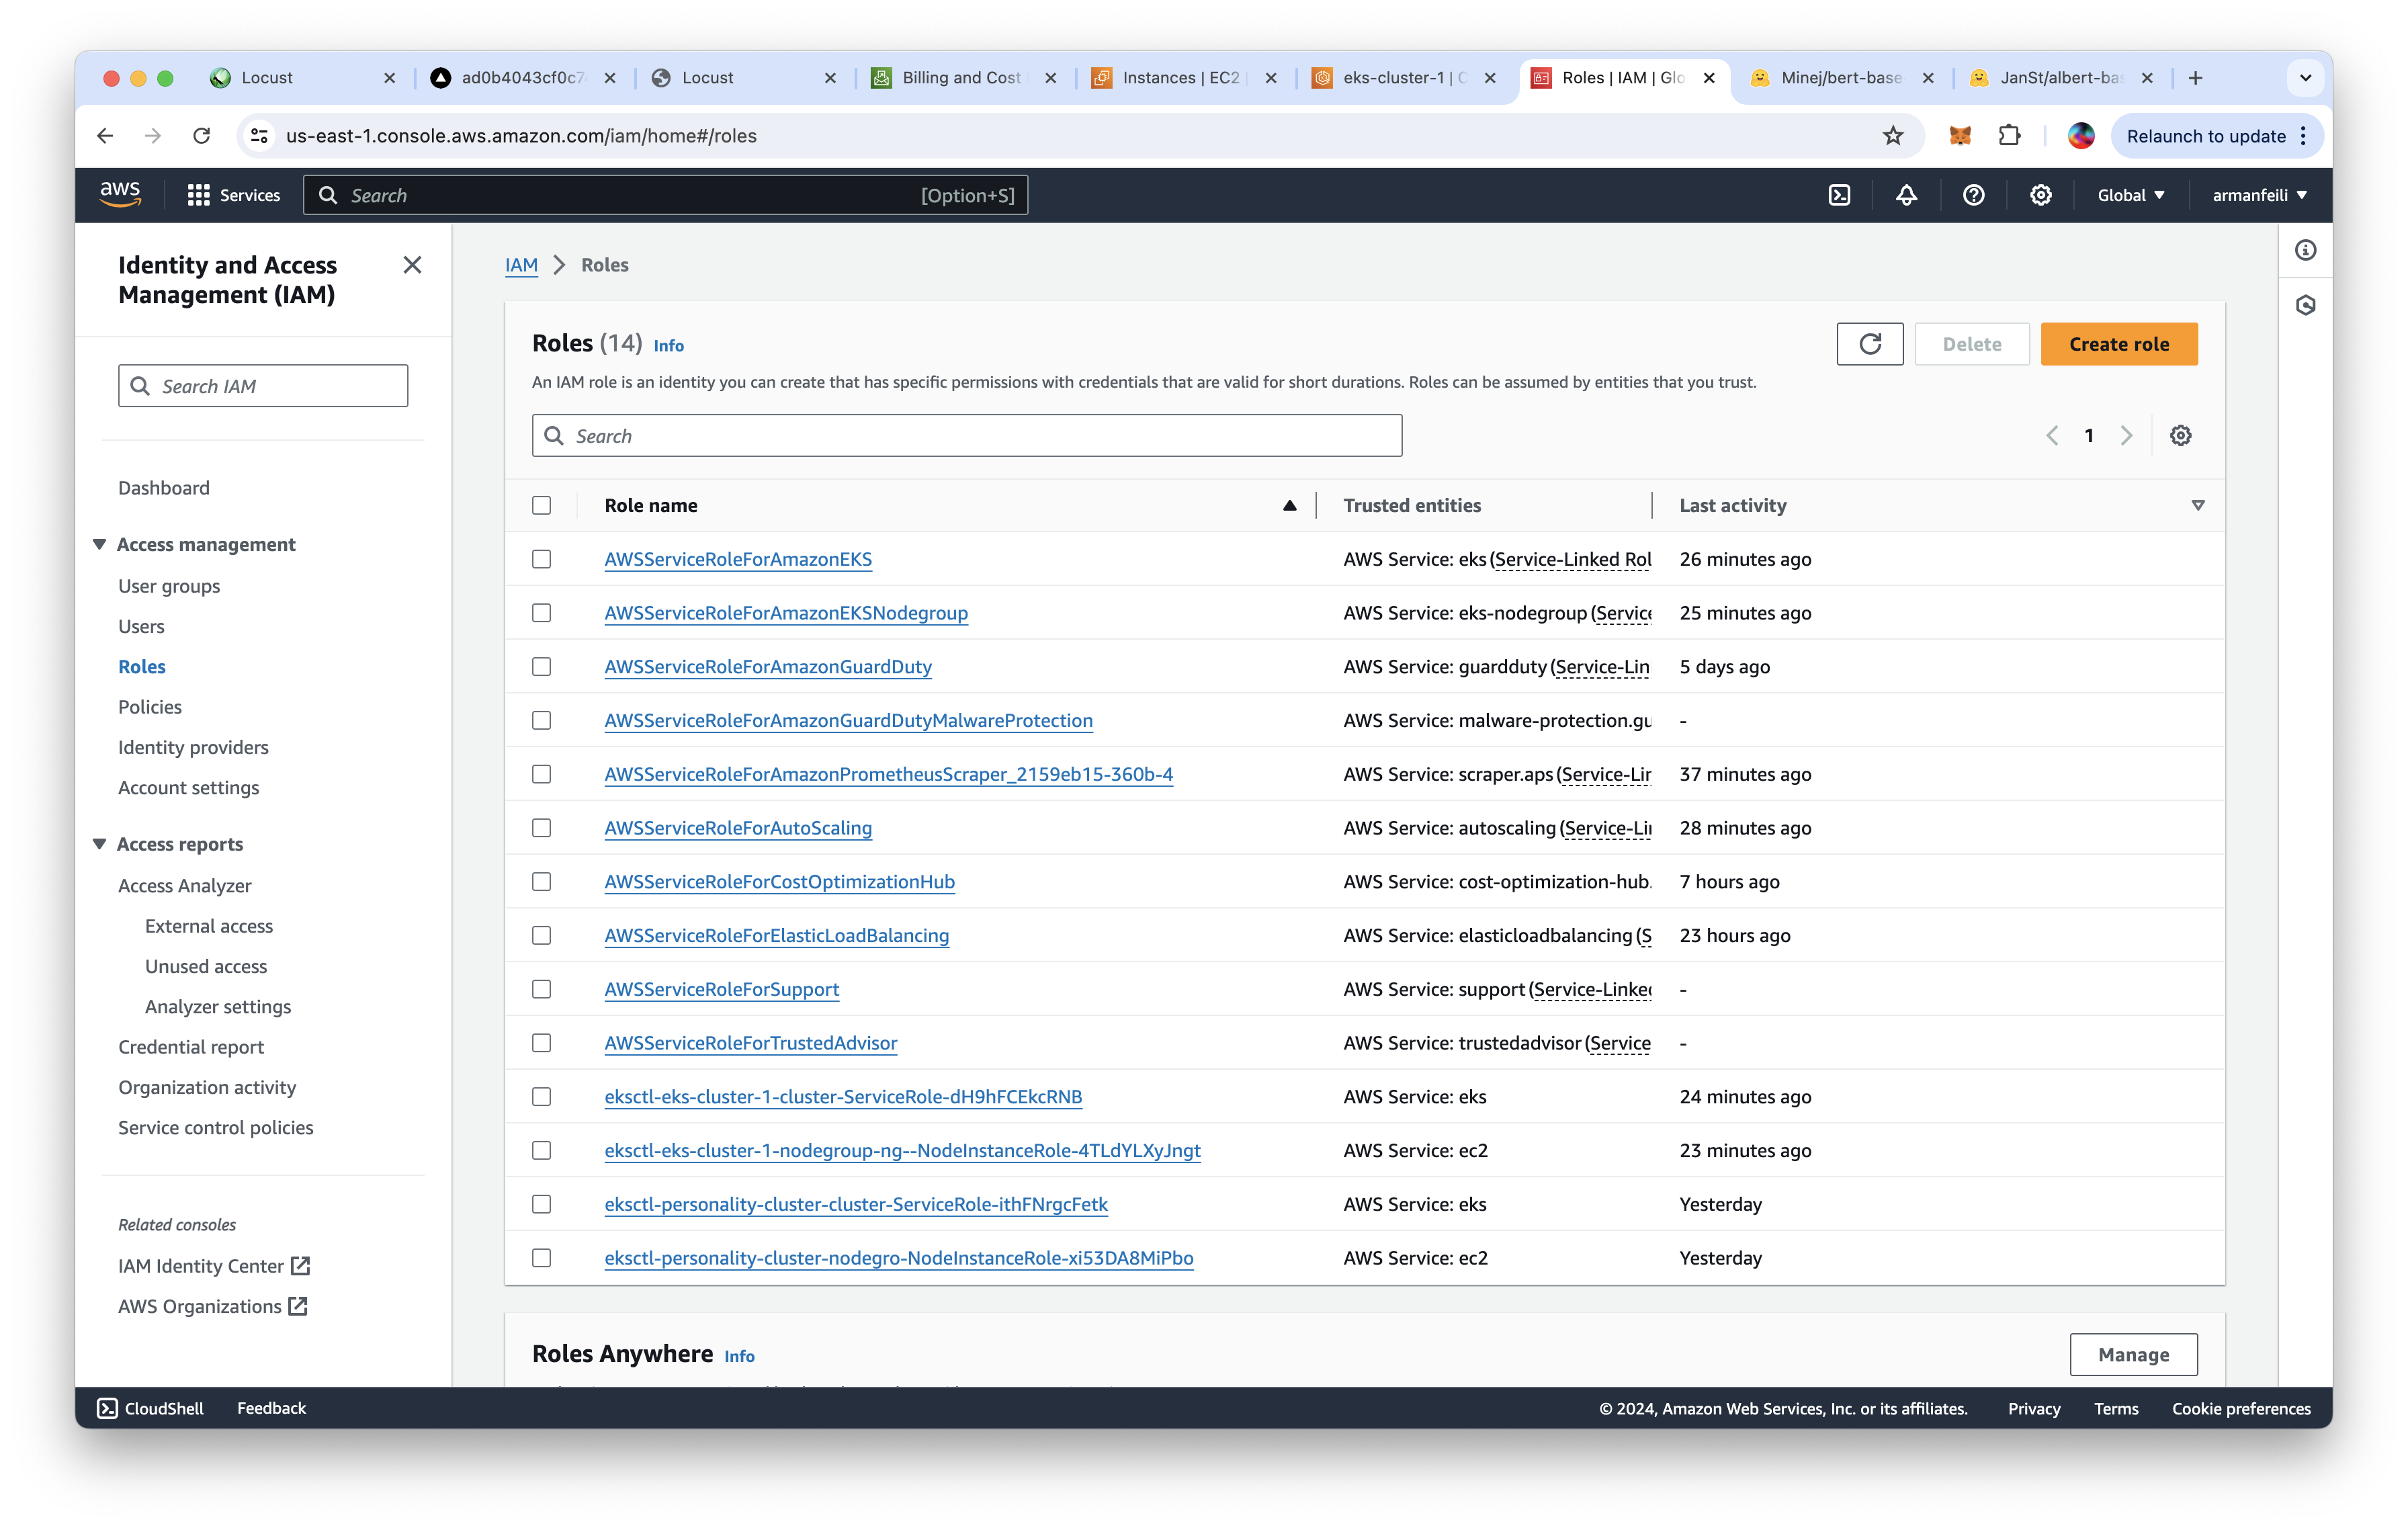 Locust
ad0b4043cf0c7
Locust
Billing and Cost
Instances | EC2
eks-cluster-1 | C
Roles | IAM | Glo
Minej/bert-base
JanSt/albert-bas
us-east-1.console.aws.amazon.com/iam/home#/roles
Relaunch to update
aws
Services
Search
[Option+S]
Global
armanfeili
Identity and Access
Management (IAM)
Search IAM
Dashboard
Access management
User groups
Users
Roles
Policies
Identity providers
Account settings
Access reports
Access Analyzer
External access
Unused access
Analyzer settings
Credential report
Organization activity
Service control policies
Related consoles
IAM Identity Center
AWS Organizations
IAM > Roles
Roles (14) Info
Delete
Create role
An IAM role is an identity you can create that has specific permissions with credentials that are valid for short durations. Roles can be assumed by entities that you trust.
Search
1
Role name Trusted entities Last activity
AWSServiceRoleForAmazonEKS AWS Service: eks (Service-Linked Rol 26 minutes ago
AWSServiceRoleForAmazonEKSNodegroup AWS Service: eks-nodegroup (Service 25 minutes ago
AWSServiceRoleForAmazonGuardDuty AWS Service: guardduty (Service-Lin 5 days ago
AWSServiceRoleForAmazonGuardDutyMalwareProtection AWS Service: malware-protection.gu -
AWSServiceRoleForAmazonPrometheusScraper_2159eb15-360b-4 AWS Service: scraper.aps (Service-Lin 37 minutes ago
AWSServiceRoleForAutoScaling AWS Service: autoscaling (Service-Lin 28 minutes ago
AWSServiceRoleForCostOptimizationHub AWS Service: cost-optimization-hub. 7 hours ago
AWSServiceRoleForElasticLoadBalancing AWS Service: elasticloadbalancing (S 23 hours ago
AWSServiceRoleForSupport AWS Service: support (Service-Linked -
AWSServiceRoleForTrustedAdvisor AWS Service: trustedadvisor (Service -
eksctl-eks-cluster-1-cluster-ServiceRole-dH9hFCEkcRNB AWS Service: eks 24 minutes ago
eksctl-eks-cluster-1-nodegroup-ng--NodeInstanceRole-4TLdYLXyJngt AWS Service: ec2 23 minutes ago
eksctl-personality-cluster-cluster-ServiceRole-ithFNrgcFetk AWS Service: eks Yesterday
eksctl-personality-cluster-nodegro-NodeInstanceRole-xi53DA8MiPbo AWS Service: ec2 Yesterday
Roles Anywhere Info
Manage
CloudShell
Feedback
© 2024, Amazon Web Services, Inc. or its affiliates.
Privacy
Terms
Cookie preferences